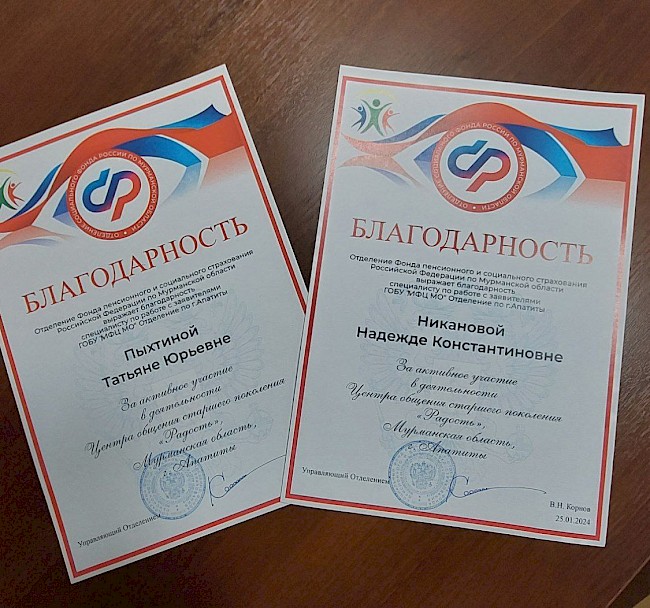 ОТДЕЛЕНИЕ СОЦИАЛЬНОГО ФОНДА РОССИИ ПО МУРМАНСКОЙ ОБЛАСТИ
БЛАГОДАРНОСТЬ
Отделение Фонда пенсионного и социального страхования
Российской Федерации по Мурманской области
выражает благодарность
специалисту по работе с заявителями
ГОБУ "МФЦ МО" Отделение по г.Апатиты
Пыхтиной
Татьяне Юрьевне
За активное участие
в деятельности
Центра общения старшего поколения
«Радость»,
Мурманская область,
г. Апатиты
Управляющий Отделением
ОТДЕЛЕНИЕ СОЦИАЛЬНОГО ФОНДА РОССИИ ПО МУРМАНСКОЙ ОБЛАСТИ
БЛАГОДАРНОСТЬ
Отделение Фонда пенсионного и социального страхования
Российской Федерации по Мурманской области
выражает благодарность
специалисту по работе с заявителями
ГОБУ "МФЦ МО" Отделение по г.Апатиты
Никановой
Надежде Константиновне
За активное участие
в деятельности
Центра общения старшего поколения
«Радость»,
Мурманская область,
г. Апатиты
Управляющий Отделением
В.Н. Корнов
25.01.2024